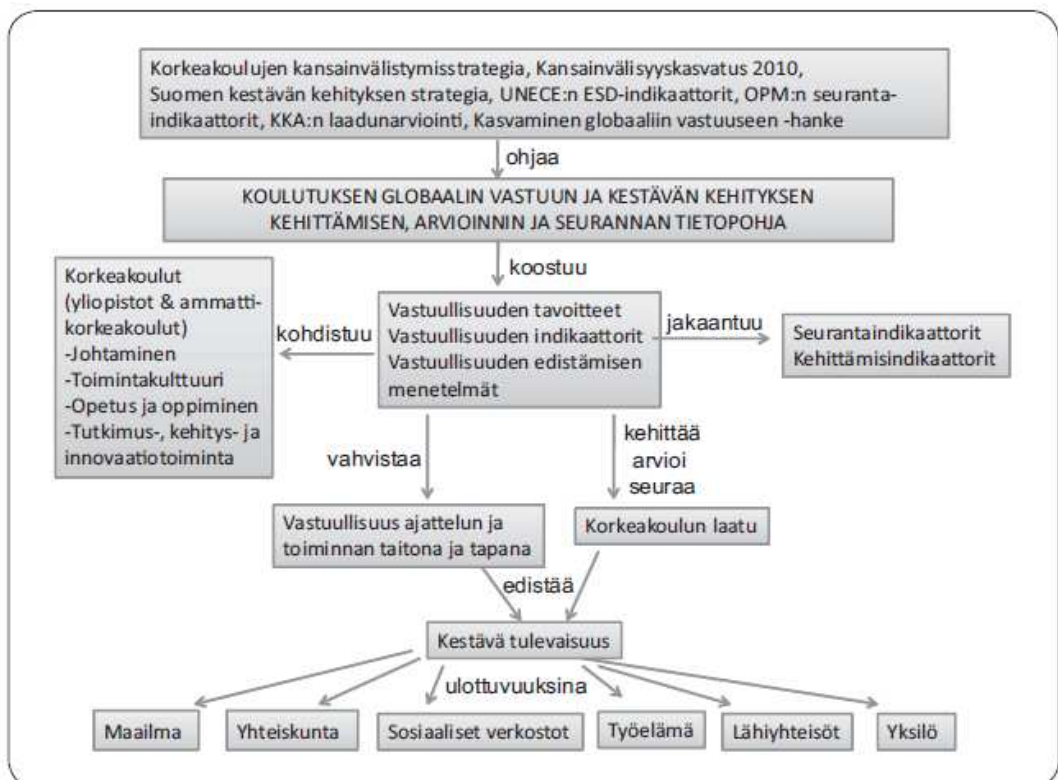 Korkeakoulujen kansainvälistymisstrategia, Kansainvälisyyskasvatus 2010,
Suomen kestävän kehityksen strategia, UNECE:n ESD-indikaattorit, OPM:n seuranta-
indikaattorit, KKA:n laadunarviointi, Kasvaminen globaaliin vastuuseen -hanke
ohjaa
KOULUTUKSEN GLOBAALIN VASTUUN JA KESTÄVÄN KEHITYKSEN
KEHITTÄMISEN, ARVIOINNIN JA SEURANNAN TIETOPOHJA
koostuu
Korkeakoulut
(yliopistot & ammatti-
korkeakoulut)
-Johtaminen
-Toimintakulttuuri
-Opetus ja oppiminen
-Tutkimus-, kehitys- ja
innovaatiotoiminta
kohdistuu
Vastuullisuuden tavoitteet
Vastuullisuuden indikaattorit
Vastuullisuuden edistämisen
menetelmät
jakaantuu
Seurantaindikaattorit
Kehittämisindikaattorit
vahvistaa
kehittää
arvioi
seuraa
Vastuullisuus ajattelun ja
toiminnan taitona ja tapana
Korkeakoulun laatu
edistää
Kestävä tulevaisuus
ulottuvuuksina
Maailma
Yhteiskunta
Sosiaaliset verkostot
Työelämä
Lähiyhteisöt
Yksilö